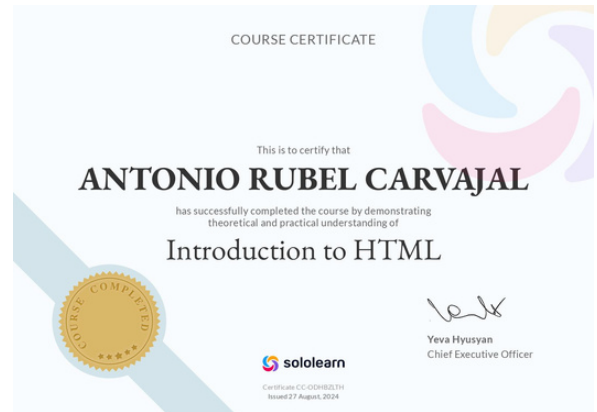 COURSE CERTIFICATE
This is to certify that
ANTONIO RUBEL CARVAJAL
has successfully completed the course by demonstrating
theoretical and practical understanding of
Introduction to HTML
COURSE COMPLETED
Yeva Hyusyan
Chief Executive Officer
sololearn
Certificate CC-ODHBZLTH
Issued 27 August, 2024